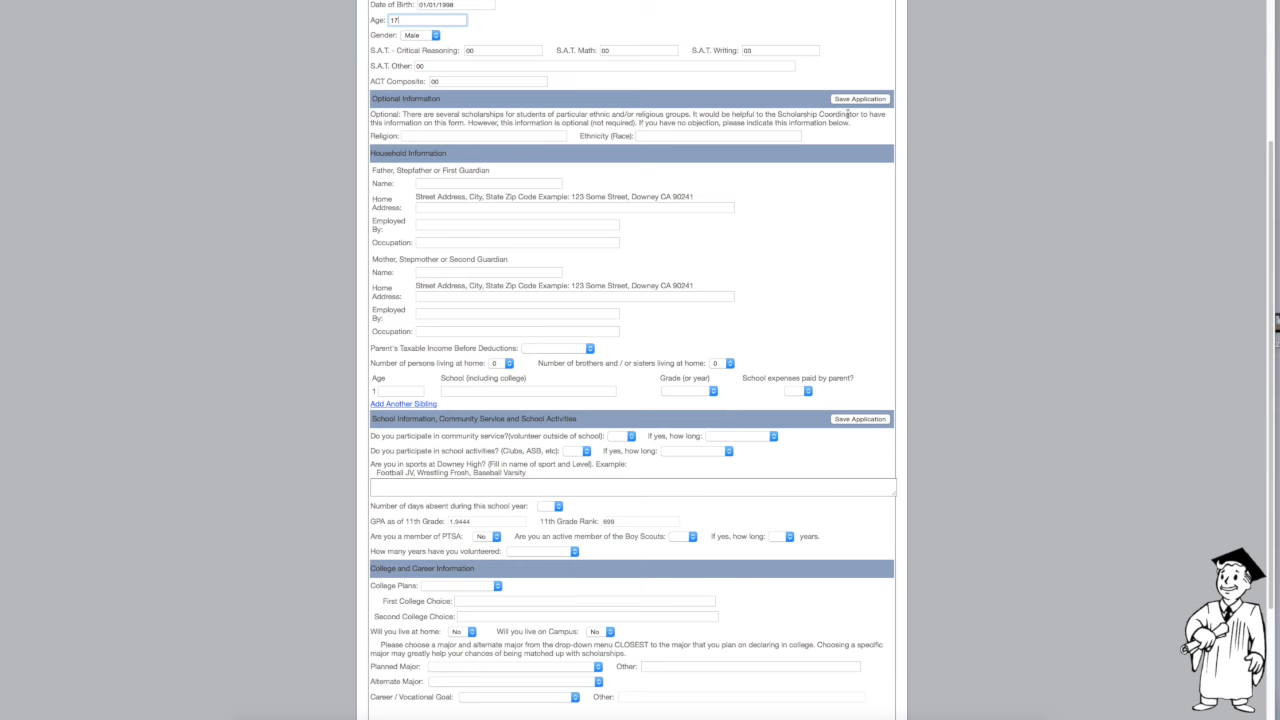 Date of Birth: 01/01/1998
Age: 17
Gender: Male
S.A.T. - Critical Reasoning: 00 S.A.T. Math: 00 S.A.T. Writing: 00
S.A.T. Other: 00
ACT Composite: 00
Optional Information Save Application
Optional: There are several scholarships for students of particular ethnic and/or religious groups. It would be helpful to the Scholarship Coordinator to have
this information on this form. However, this information is optional (not required). If you have no objection, please indicate this information below.
Religion: Ethnicity (Race):
Household Information
Father, Stepfather or First Guardian
Name:
Street Address, City, State Zip Code Example: 123 Some Street, Downey CA 90241
Home
Address:
Employed
By:
Occupation:
Mother, Stepmother or Second Guardian
Name:
Street Address, City, State Zip Code Example: 123 Some Street, Downey CA 90241
Home
Address:
Employed
By:
Occupation:
Parent's Taxable Income Before Deductions:
Number of persons living at home: 0 Number of brothers and / or sisters living at home: 0
Age School (including college) Grade (or year) School expenses paid by parent?
1
Add Another Sibling
School Information, Community Service and School Activities Save Application
Do you participate in community service?(volunteer outside of school): If yes, how long:
Do you participate in school activities? (Clubs, ASB, etc): If yes, how long:
Are you in sports at Downey High? (Fill in name of sport and Level). Example:
Football JV, Wrestling Frosh, Baseball Varsity
Number of days absent during this school year:
GPA as of 11th Grade: 1.9444 11th Grade Rank: 699
Are you a member of PTSA: No Are you an active member of the Boy Scouts: If yes, how long: years.
How many years have you volunteered:
College and Career Information
College Plans:
First College Choice:
Second College Choice:
Will you live at home: No Will you live on Campus: No
Please choose a major and alternate major from the drop-down menu CLOSEST to the major that you plan on declaring in college. Choosing a specific
major may greatly help your chances of being matched up with scholarships.
Planned Major: Other:
Alternate Major:
Career / Vocational Goal: Other: